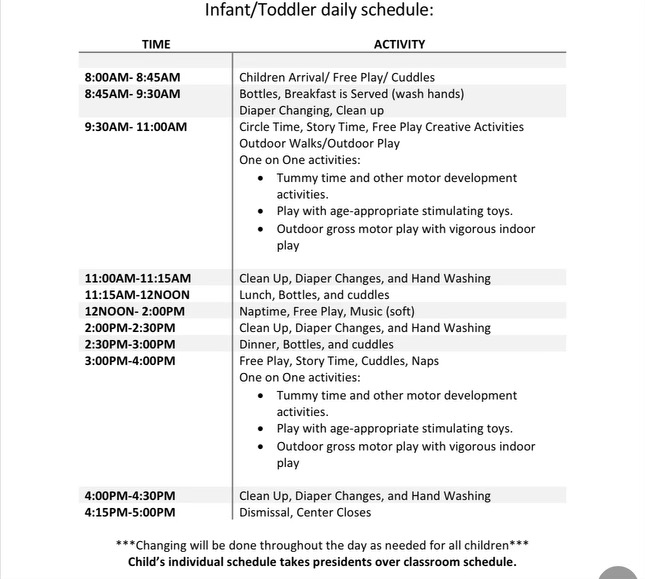 Infant/Toddler daily schedule:
TIME ACTIVITY
8:00AM- 8:45AM Children Arrival/ Free Play/ Cuddles
8:45AM- 9:30AM Bottles, Breakfast is Served (wash hands)
Diaper Changing, Clean up
9:30AM- 11:00AM Circle Time, Story Time, Free Play Creative Activities
Outdoor Walks/Outdoor Play
One on One activities:
• Tummy time and other motor development
activities.
• Play with age-appropriate stimulating toys.
• Outdoor gross motor play with vigorous indoor
play
11:00AM-11:15AM Clean Up, Diaper Changes, and Hand Washing
11:15AM-12NOON Lunch, Bottles, and cuddles
12NOON- 2:00PM Naptime, Free Play, Music (soft)
2:00PM-2:30PM Clean Up, Diaper Changes, and Hand Washing
2:30PM-3:00PM Dinner, Bottles, and cuddles
3:00PM-4:00PM Free Play, Story Time, Cuddles, Naps
One on One activities:
• Tummy time and other motor development
activities.
• Play with age-appropriate stimulating toys.
• Outdoor gross motor play with vigorous indoor
play
4:00PM-4:30PM Clean Up, Diaper Changes, and Hand Washing
4:15PM-5:00PM Dismissal, Center Closes
***Changing will be done throughout the day as needed for all children***
Child's individual schedule takes presidents over classroom schedule.